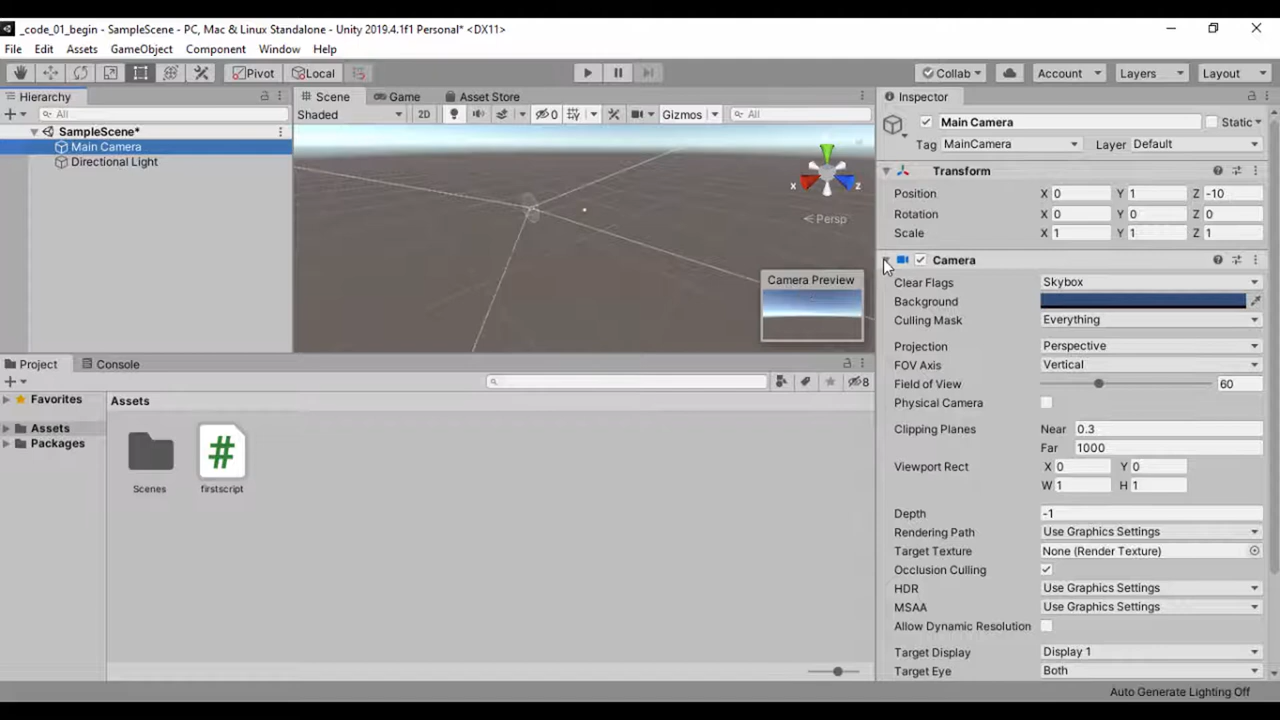 _code_01_begin - SampleScene - PC, Mac & Linux Standalone - Unity 2019.4.1f1 Personal* <DX11>
File Edit Assets GameObject Component Window Help
Pivot Local Collab Account Layers Layout
Hierarchy
All
SampleScene*
Main Camera
Directional Light
Scene Game Asset Store
Shaded 2D 0 Gizmos All
x z
Persp
Camera Preview
Project Console
8
Favorites
Assets
Packages
Assets
Scenes
firstscript
Inspector
Main Camera Static
Tag MainCamera Layer Default
Transform
Position X 0 Y 1 Z -10
Rotation X 0 Y 0 Z 0
Scale X 1 Y 1 Z 1
Camera
Clear Flags Skybox
Background
Culling Mask Everything
Projection Perspective
FOV Axis Vertical
Field of View 60
Physical Camera
Clipping Planes Near 0.3
Far 1000
Viewport Rect X 0 Y 0
W 1 H 1
Depth -1
Rendering Path Use Graphics Settings
Target Texture None (Render Texture)
Occlusion Culling
HDR Use Graphics Settings
MSAA Use Graphics Settings
Allow Dynamic Resolution
Target Display Display 1
Target Eye Both
Auto Generate Lighting Off